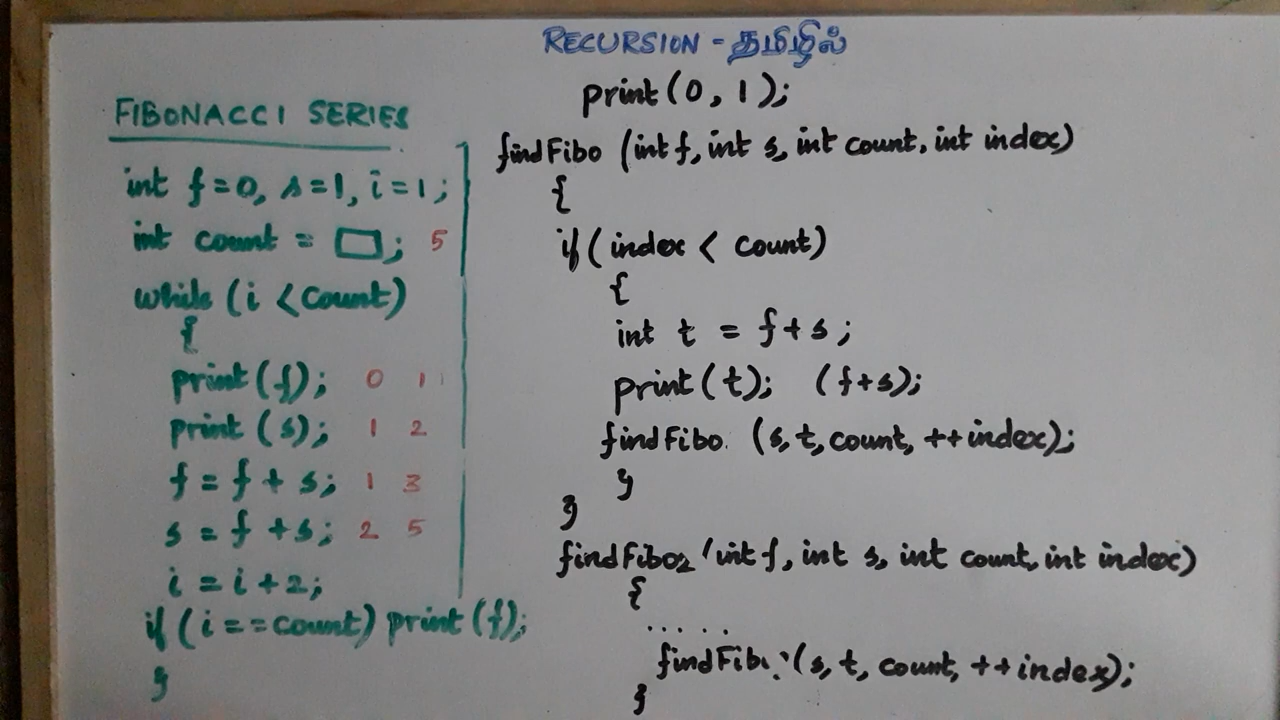 RECURSION - தமிழில்
FIBONACCI SERIES
int f=0, s=1, i=1;
int count = ; 5
while (i < count)
{
print(f); 0 1
print (s); 1 2
f = f + s; 1 3
s = f + s; 2 5
i = i + 2;
if (i == count) print (f);
}
print (0, 1);
findFibo (int f, int s, int count, int index)
{
if (index < count)
{
int t = f+s;
print(t); (f+s);
findFibo (s, t, count, ++index);
}
}
findFibo2 (int f, int s, int count, int index)
{
.....
findFibo (s, t, count, ++index);
}